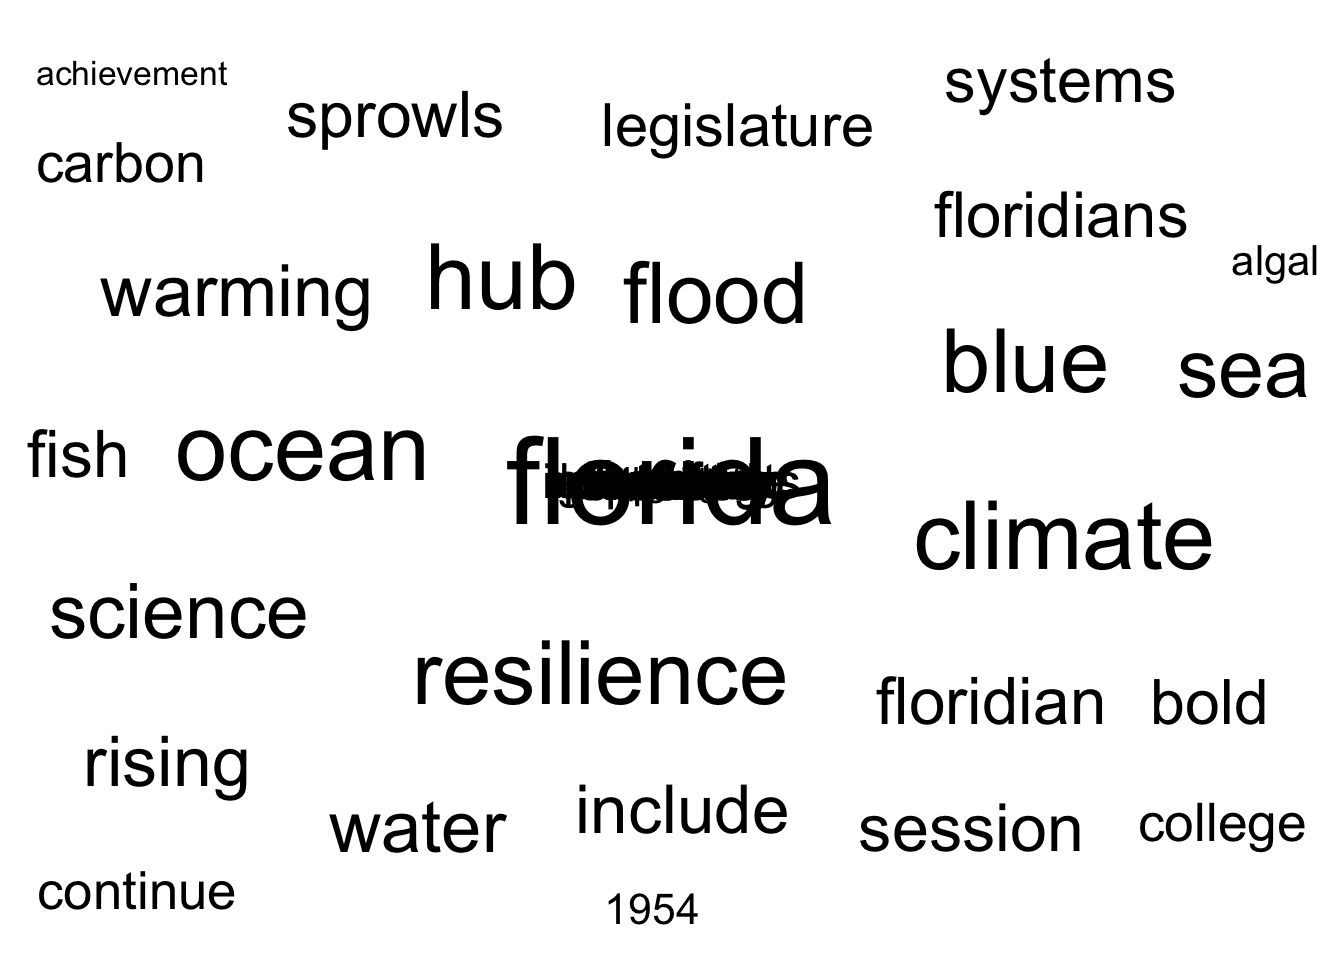 achievement
sprowls
legislature
systems
carbon
floridians
algal
warming
hub
flood
blue
sea
fish
ocean
florida
climate
science
resilience
floridian
bold
rising
water
include
session
college
continue
1954